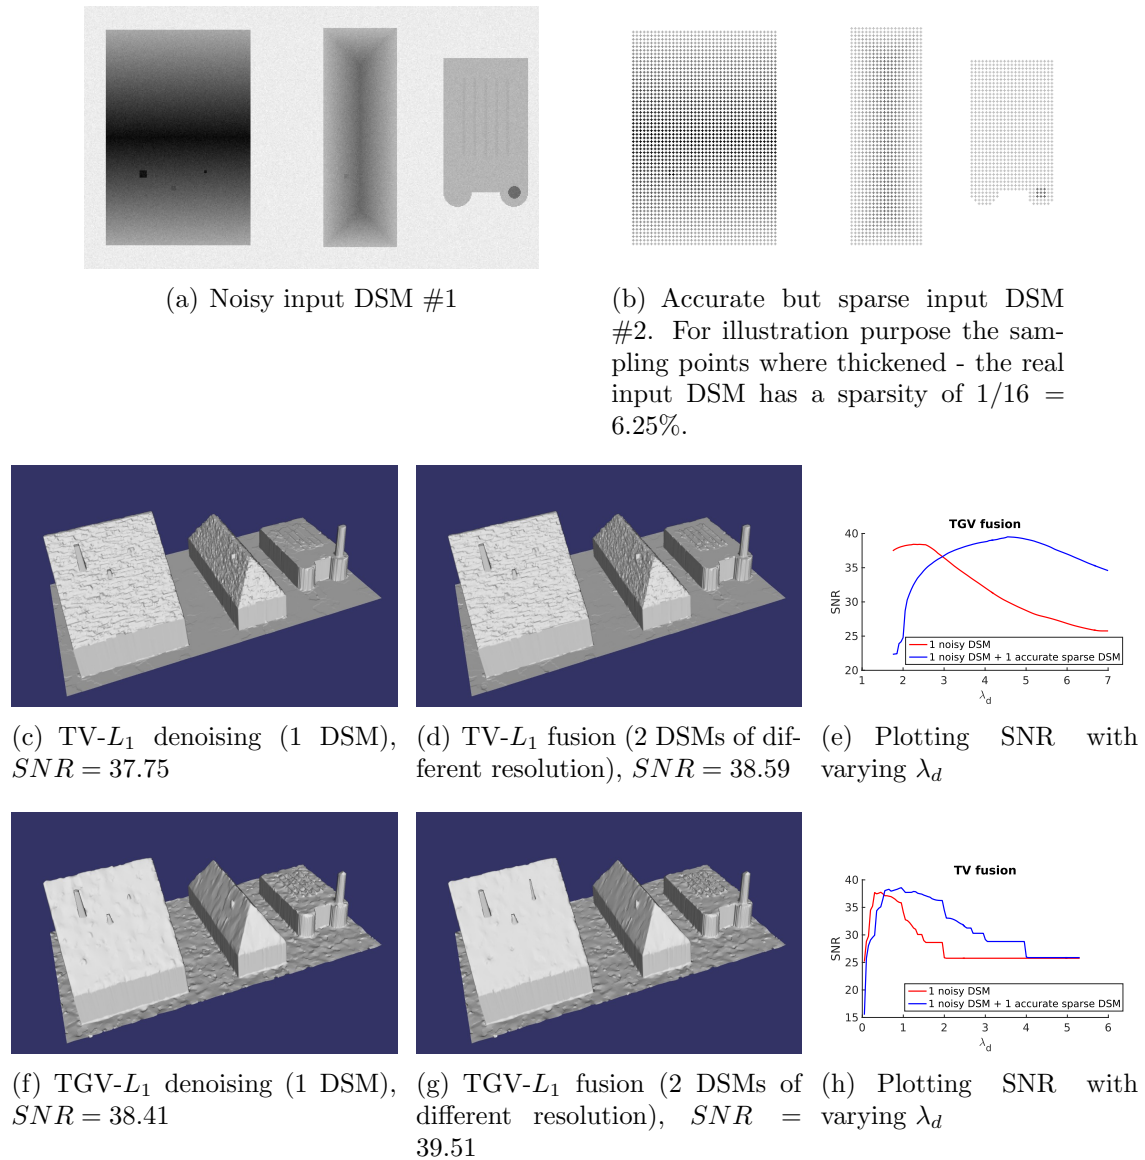 (a) Noisy input DSM #1
(b) Accurate but sparse input DSM
#2. For illustration purpose the sam-
pling points where thickened - the real
input DSM has a sparsity of 1/16 =
6.25%.
TGV fusion
40
35
30
25
20
SNR
1 noisy DSM
1 noisy DSM + 1 accurate sparse DSM
1 2 3 4 5 6 7
λd
(c) TV-L1 denoising (1 DSM),
SNR = 37.75
(d) TV-L1 fusion (2 DSMs of dif-
ferent resolution), SNR = 38.59
(e) Plotting SNR with
varying λd
TV fusion
40
35
30
25
20
15
SNR
1 noisy DSM
1 noisy DSM + 1 accurate sparse DSM
0 1 2 3 4 5 6
λd
(f) TGV-L1 denoising (1 DSM),
SNR = 38.41
(g) TGV-L1 fusion (2 DSMs of
different resolution), SNR =
39.51
(h) Plotting SNR with
varying λd